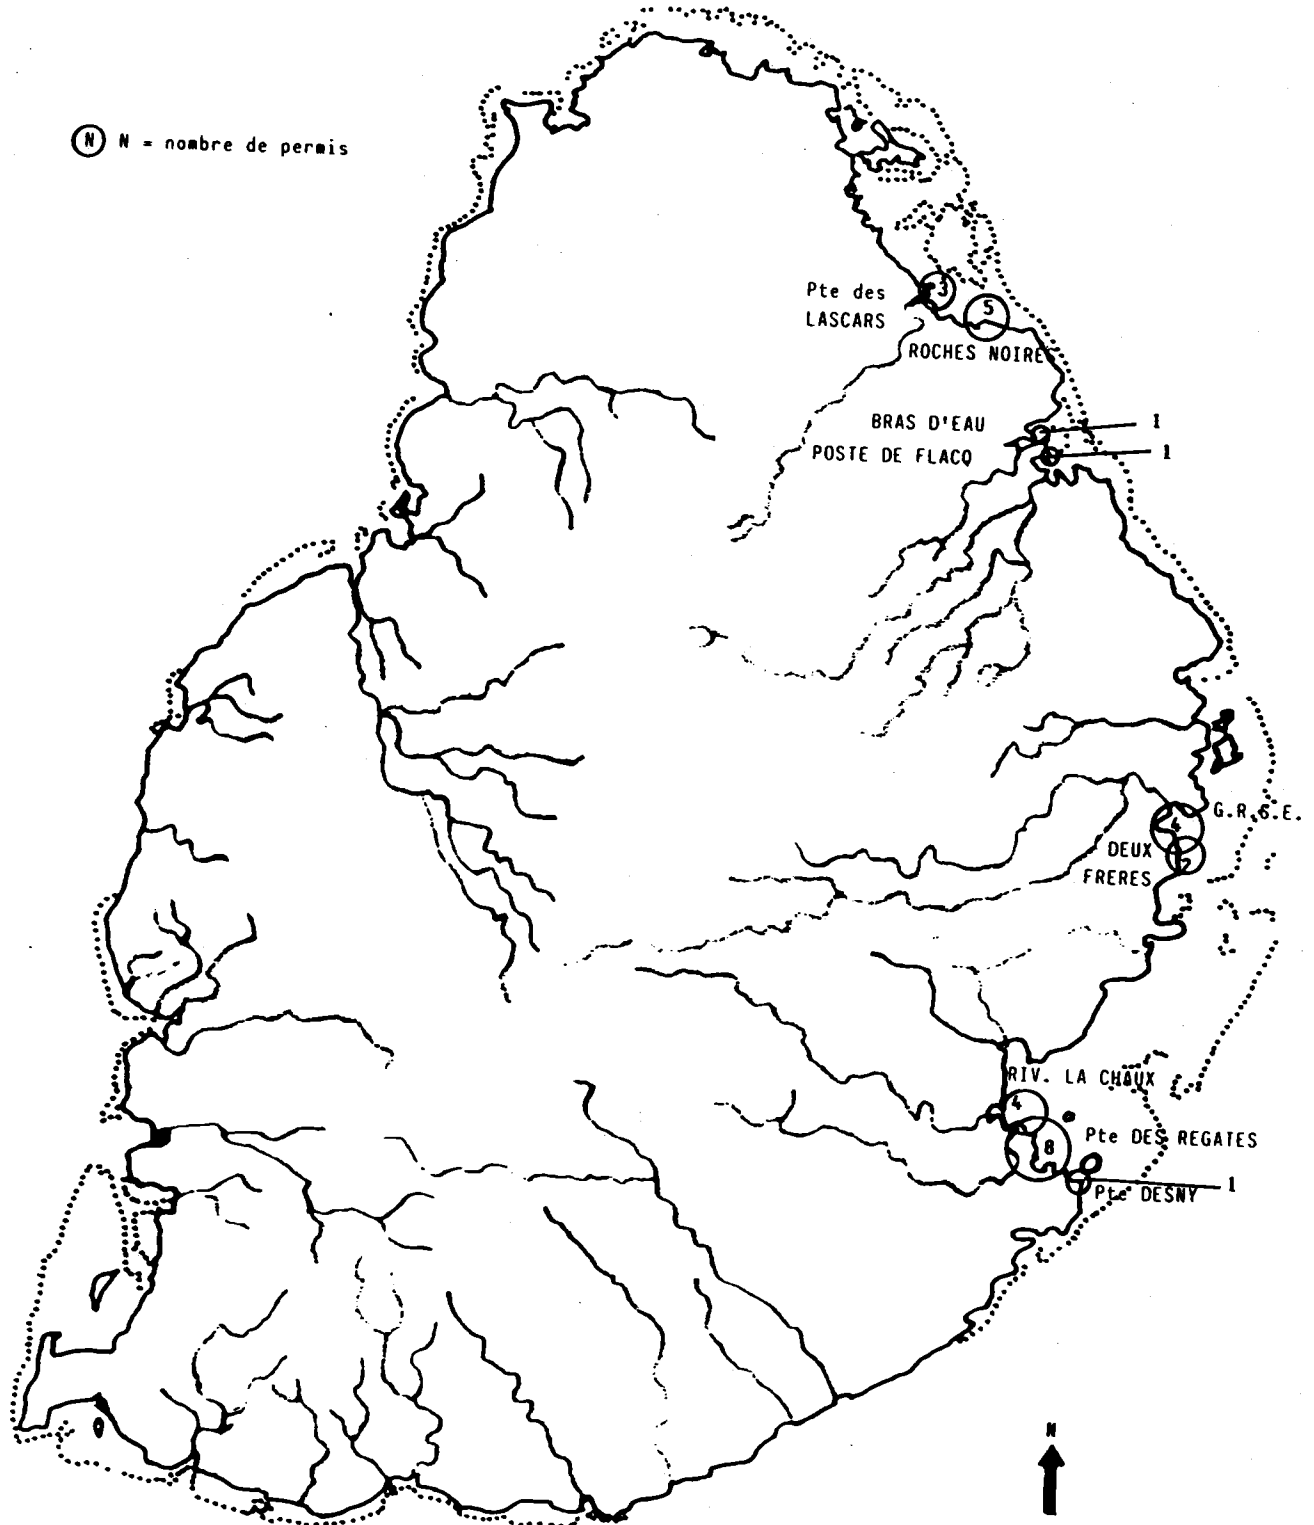 N N = nombre de permis
Pte des
LASCARS
3
5
ROCHES NOIRES
BRAS D'EAU
1
POSTE DE FLACQ
1
G.R.S.E.
4
DEUX
FRERES
2
RIV. LA CHAUX
4
8
Pte DES REGATES
Pte DESNY
1
N